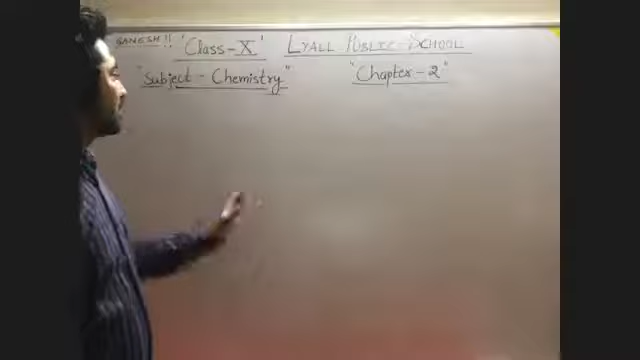 GANESH!! 'Class-X' LYALL PUBLIC SCHOOL
"Subject - Chemistry" "Chapter-2"